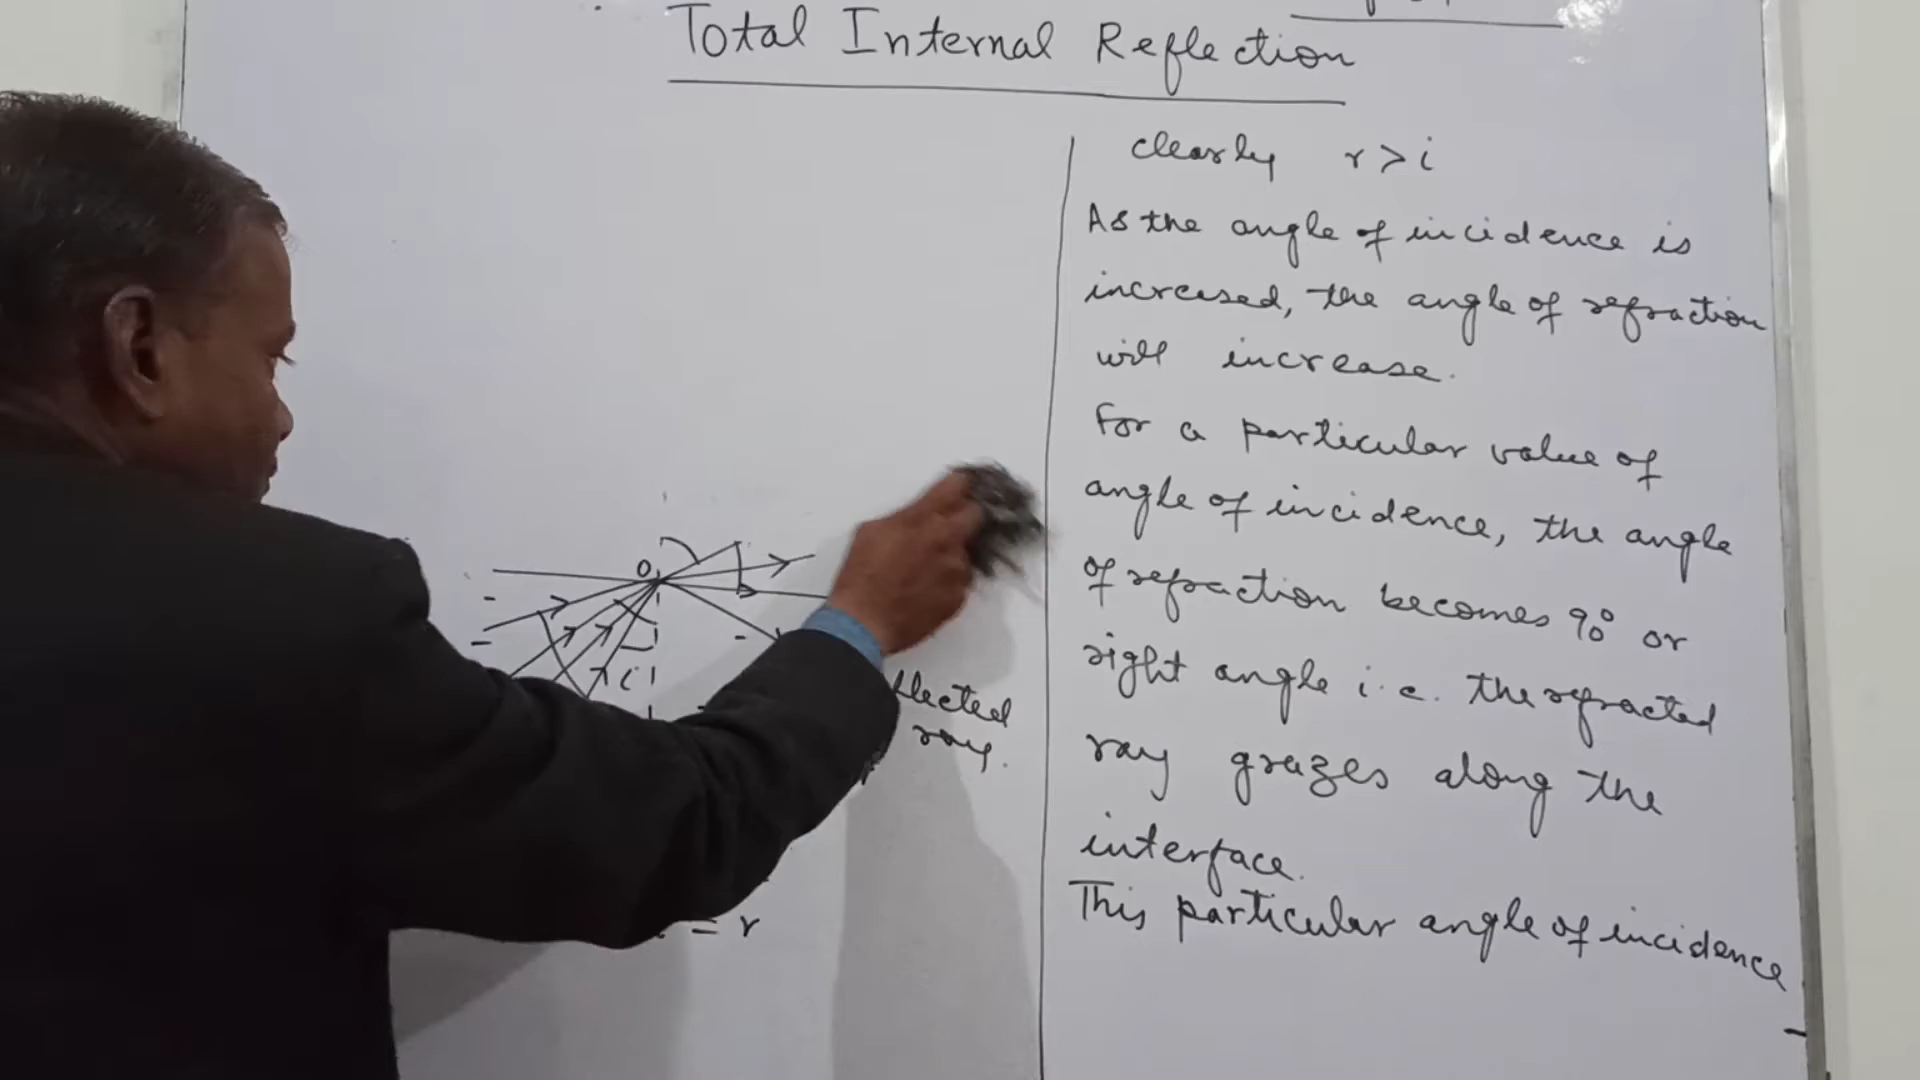 Total Internal Reflection
clearly r > i
As the angle of incidence is
increased, the angle of refraction
will increase.
For a particular value of
angle of incidence, the angle
of refraction becomes 90° or
right angle i.e. the refracted
ray grazes along the
interface.
This particular angle of incidence
O
i
ray.
= r